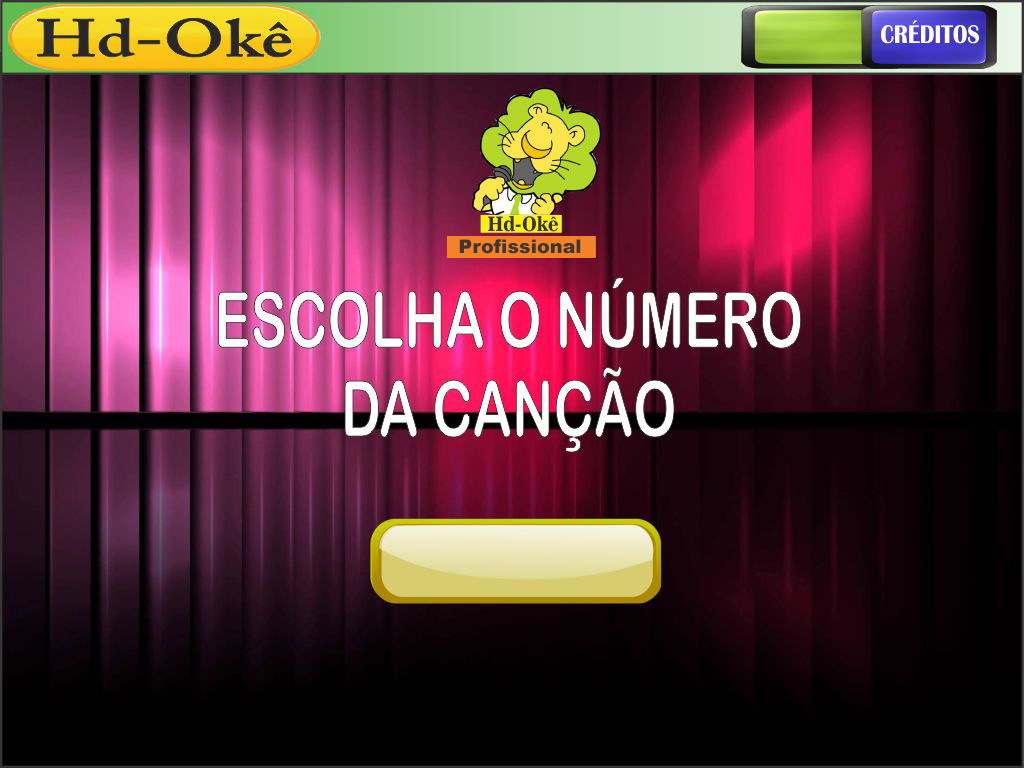 Hd-Okê
CRÉDITOS
Hd-Okê
Profissional
ESCOLHA O NÚMERO
DA CANÇÃO